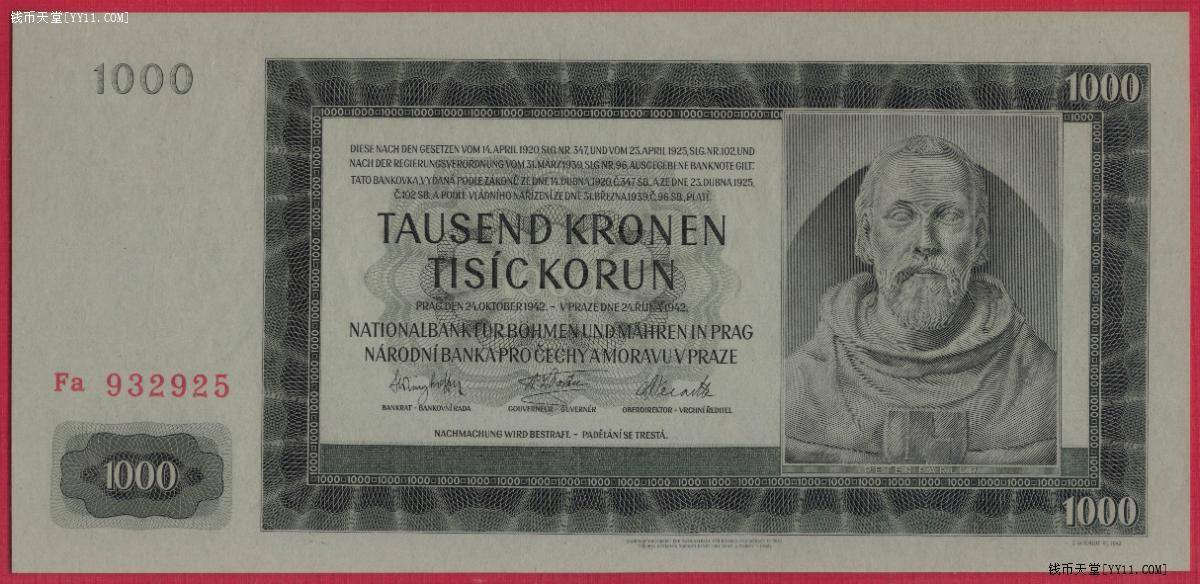 钱币天堂[YY11.COM]
1000
1000
DIESE NACH DEN GESETZEN VOM 14. APRIL 1920, SLG. NR. 347, UND VOM 23. APRIL 1925, SLG. NR. 102, UND
NACH DER REGIERUNGSVERORDNUNG VOM 31. MÄRZ 1939, SLG. NR. 96, AUSGEGEBENE BANKNOTE GILT.
TATO BANKOVKA, VYDANÁ PODLE ZÁKONŮ ZE DNE 14. DUBNA 1920, Č. 347 SB., A ZE DNE 23. DUBNA 1925,
Č. 102 SB., A PODLE VLÁDNÍHO NAŘÍZENÍ ZE DNE 31. BŘEZNA 1939, Č. 96 SB., PLATÍ
TAUSEND KRONEN
TISÍC KORUN
PRAG, DEN 24. OKTOBER 1942. – V PRAZE DNE 24. ŘÍJNA 1942.
NATIONALBANK FÜR BÖHMEN UND MÄHREN IN PRAG
NÁRODNÍ BANKA PRO ČECHY A MORAVU V PRAZE
Fa 932925
BANKRAT – BANKOVNÍ RADA
GOUVERNEUR – GUVERNÉR
OBERDIREKTOR – VRCHNÍ ŘEDITEL
NACHMACHUNG WIRD BESTRAFT. – PADĚLÁNÍ SE TRESTÁ.
PETER PARLER
1000
1000
钱币天堂[YY11.COM]